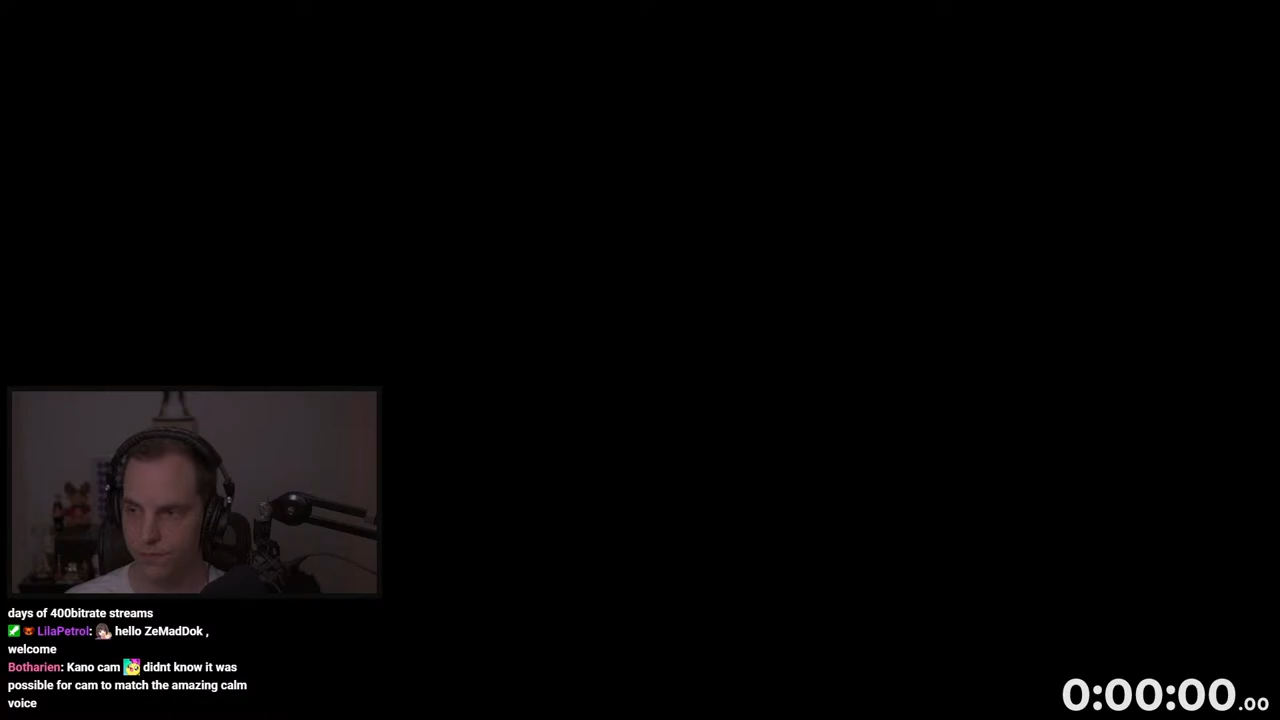 days of 400bitrate streams
LilaPetrol: hello ZeMadDok ,
welcome
Botharien: Kano cam didnt know it was
possible for cam to match the amazing calm
voice
0:00:00.00